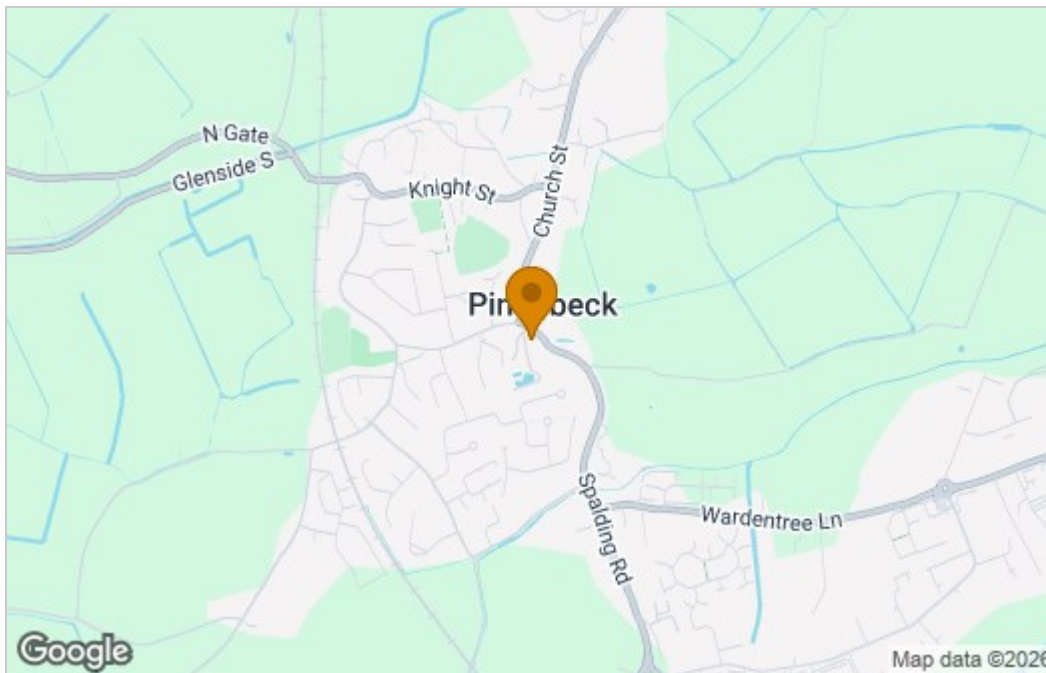 N Gate
Glenside S
Knight St
Church St
Pin beck
Wardentree Ln
Spalding Rd
Google
Map data ©2026